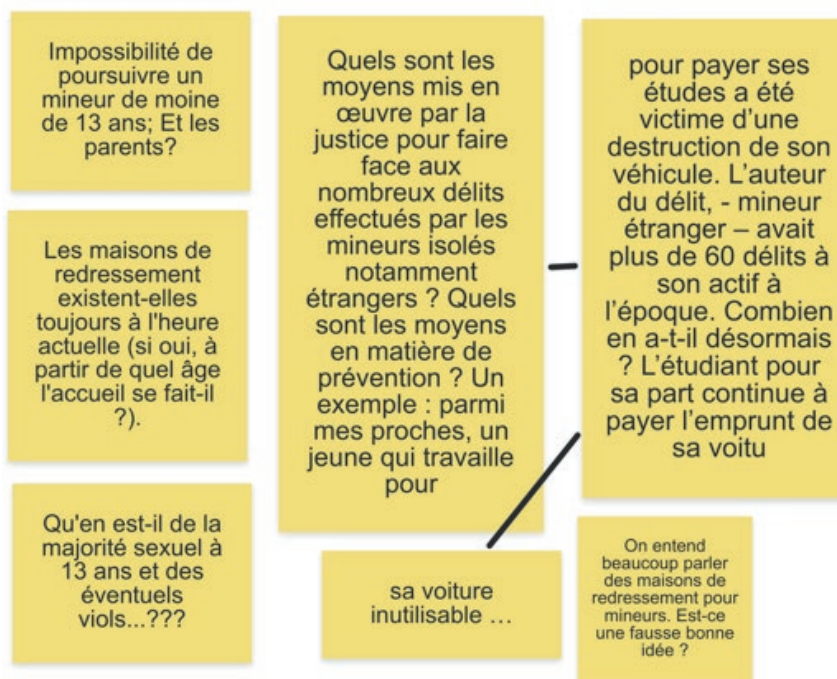 Impossibilité de
poursuivre un
mineur de moine
de 13 ans; Et les
parents?
Les maisons de
redressement
existent-elles
toujours à l'heure
actuelle (si oui, à
partir de quel âge
l'accueil se fait-il
?).
Qu'en est-il de la
majorité sexuel à
13 ans et des
éventuels
viols...???
Quels sont les
moyens mis en
œuvre par la
justice pour faire
face aux
nombreux délits
effectués par les
mineurs isolés
notamment
étrangers ? Quels
sont les moyens
en matière de
prévention ? Un
exemple : parmi
mes proches, un
jeune qui travaille
pour
pour payer ses
études a été
victime d’une
destruction de son
véhicule. L’auteur
du délit, - mineur
étranger – avait
plus de 60 délits à
son actif à
l’époque. Combien
en a-t-il désormais
? L’étudiant pour
sa part continue à
payer l’emprunt de
sa voitu
sa voiture
inutilisable …
On entend
beaucoup parler
des maisons de
redressement pour
mineurs. Est-ce
une fausse bonne
idée ?